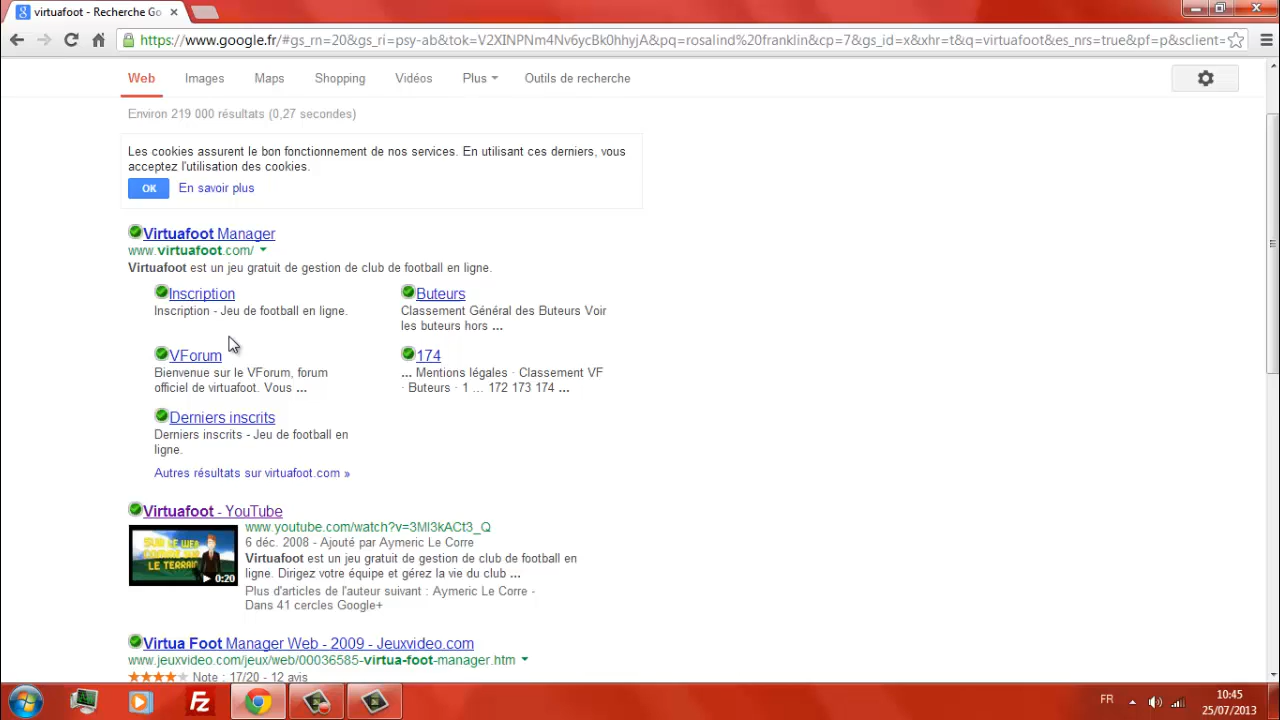 virtuafoot - Recherche Go
https://www.google.fr/#gs_rn=20&gs_ri=psy-ab&tok=V2XINPNm4Nv6ycBk0hhyjA&pq=rosalind%20franklin&cp=7&gs_id=x&xhr=t&q=virtuafoot&es_nrs=true&pf=p&sclient=
Web Images Maps Shopping Vidéos Plus Outils de recherche
Environ 219 000 résultats (0,27 secondes)
Les cookies assurent le bon fonctionnement de nos services. En utilisant ces derniers, vous
acceptez l'utilisation des cookies.
OK En savoir plus
Virtuafoot Manager
www.virtuafoot.com/
Virtuafoot est un jeu gratuit de gestion de club de football en ligne.
Inscription
Inscription - Jeu de football en ligne.
Buteurs
Classement Général des Buteurs Voir
les buteurs hors ...
VForum
Bienvenue sur le VForum, forum
officiel de virtuafoot. Vous ...
174
... Mentions légales · Classement VF
· Buteurs · 1 ... 172 173 174 ...
Derniers inscrits
Derniers inscrits - Jeu de football en
ligne.
Autres résultats sur virtuafoot.com »
Virtuafoot - YouTube
www.youtube.com/watch?v=3MI3kACt3_Q
SUR LE WEB
COMME SUR
LE TERRAIN
0:20
6 déc. 2008 - Ajouté par Aymeric Le Corre
Virtuafoot est un jeu gratuit de gestion de club de football en
ligne. Dirigez votre équipe et gérez la vie du club ...
Plus d'articles de l'auteur suivant : Aymeric Le Corre -
Dans 41 cercles Google+
Virtua Foot Manager Web - 2009 - Jeuxvideo.com
www.jeuxvideo.com/jeux/web/00036585-virtua-foot-manager.htm
Note : 17/20 - 12 avis
FR
10:45
25/07/2013